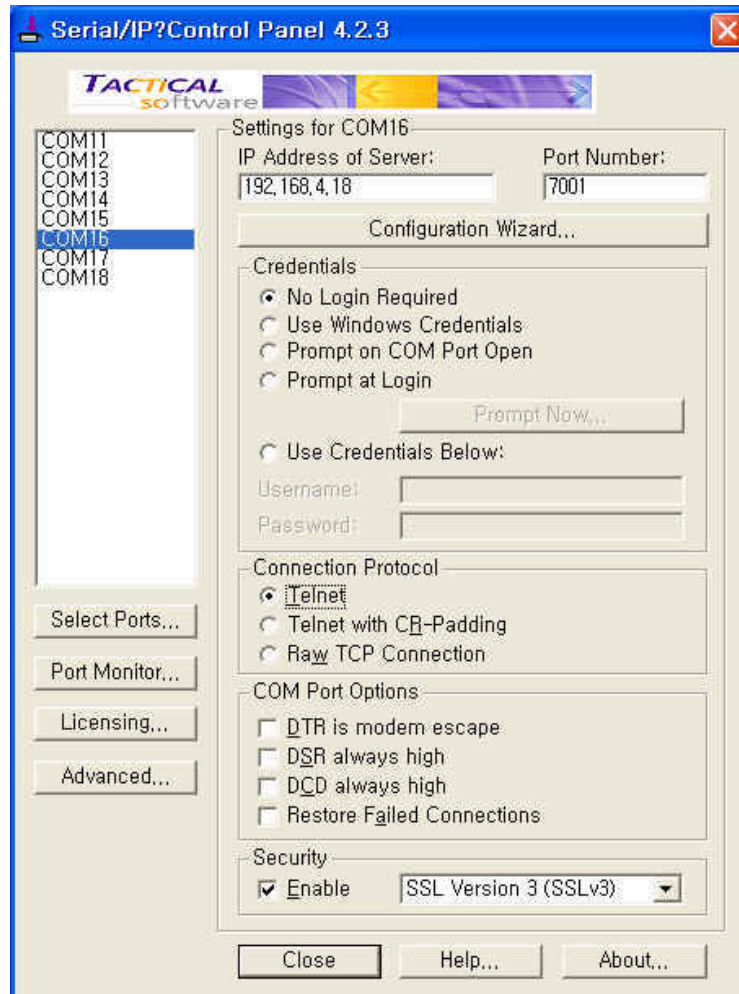 Serial/IP?Control Panel 4.2.3
TACTICAL
software
COM11
COM12
COM13
COM14
COM15
COM16
COM17
COM18
Select Ports...
Port Monitor...
Licensing...
Advanced...
Settings for COM16
IP Address of Server: Port Number:
192.168.4.18 7001
Configuration Wizard...
Credentials
No Login Required
Use Windows Credentials
Prompt on COM Port Open
Prompt at Login
Prompt Now...
Use Credentials Below:
Username:
Password:
Connection Protocol
Telnet
Telnet with CR-Padding
Raw TCP Connection
COM Port Options
DTR is modem escape
DSR always high
DCD always high
Restore Failed Connections
Security
Enable SSL Version 3 (SSLv3)
Close Help... About...